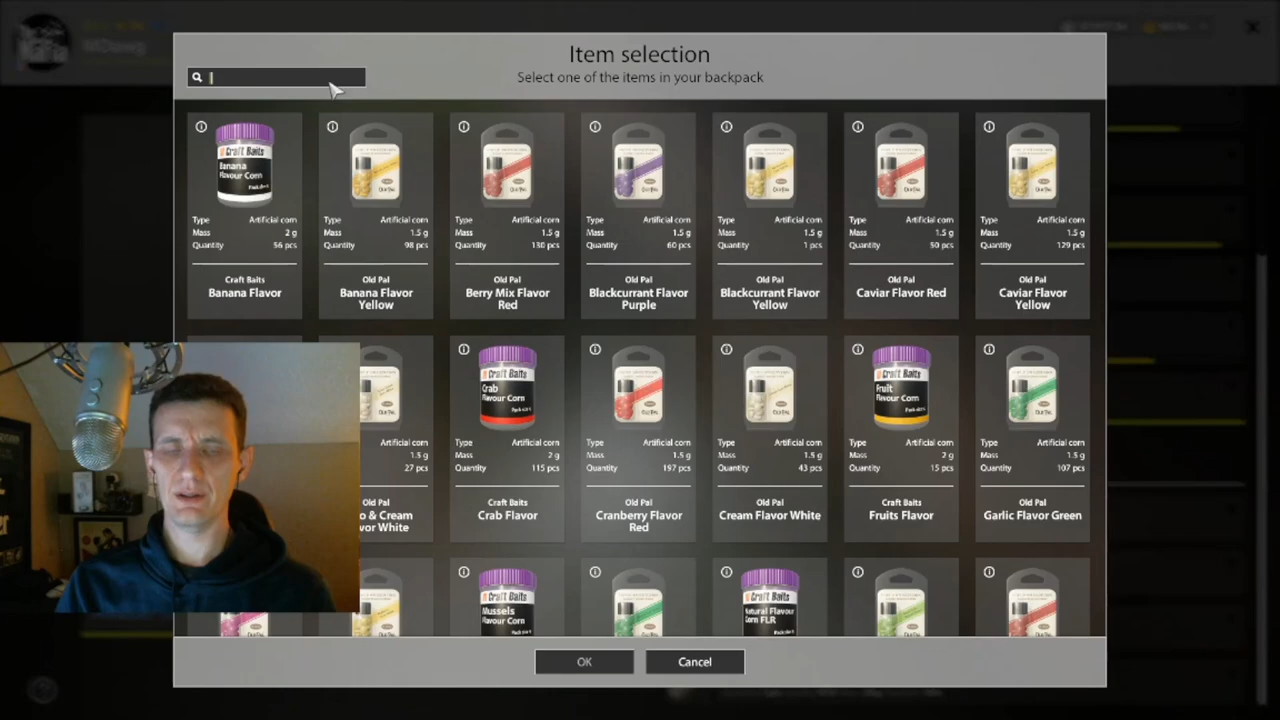 Item selection
Select one of the items in your backpack
Craft Baits
Banana
Flavour Corn
Type Artificial corn
Mass 2 g
Quantity 56 pcs
Craft Baits
Banana Flavor
Type Artificial corn
Mass 1.5 g
Quantity 98 pcs
Old Pal
Banana Flavor
Yellow
Type Artificial corn
Mass 1.5 g
Quantity 130 pcs
Old Pal
Berry Mix Flavor
Red
Type Artificial corn
Mass 1.5 g
Quantity 60 pcs
Old Pal
Blackcurrant Flavor
Purple
Type Artificial corn
Mass 1.5 g
Quantity 1 pcs
Old Pal
Blackcurrant Flavor
Yellow
Type Artificial corn
Mass 1.5 g
Quantity 50 pcs
Old Pal
Caviar Flavor Red
Type Artificial corn
Mass 1.5 g
Quantity 129 pcs
Old Pal
Caviar Flavor
Yellow
Artificial corn
1.5 g
27 pcs
Old Pal
& Cream
White
Craft Baits
Crab
Flavour Corn
Type Artificial corn
Mass 2 g
Quantity 115 pcs
Craft Baits
Crab Flavor
Type Artificial corn
Mass 1.5 g
Quantity 197 pcs
Old Pal
Cranberry Flavor
Red
Type Artificial corn
Mass 1.5 g
Quantity 43 pcs
Old Pal
Cream Flavor White
Craft Baits
Fruit
Flavour Corn
Type Artificial corn
Mass 2 g
Quantity 15 pcs
Craft Baits
Fruits Flavor
Type Artificial corn
Mass 1.5 g
Quantity 107 pcs
Old Pal
Garlic Flavor Green
Craft Baits
Mussels
Flavour Corn
Craft Baits
Natural Flavour
Corn FLR
OK
Cancel